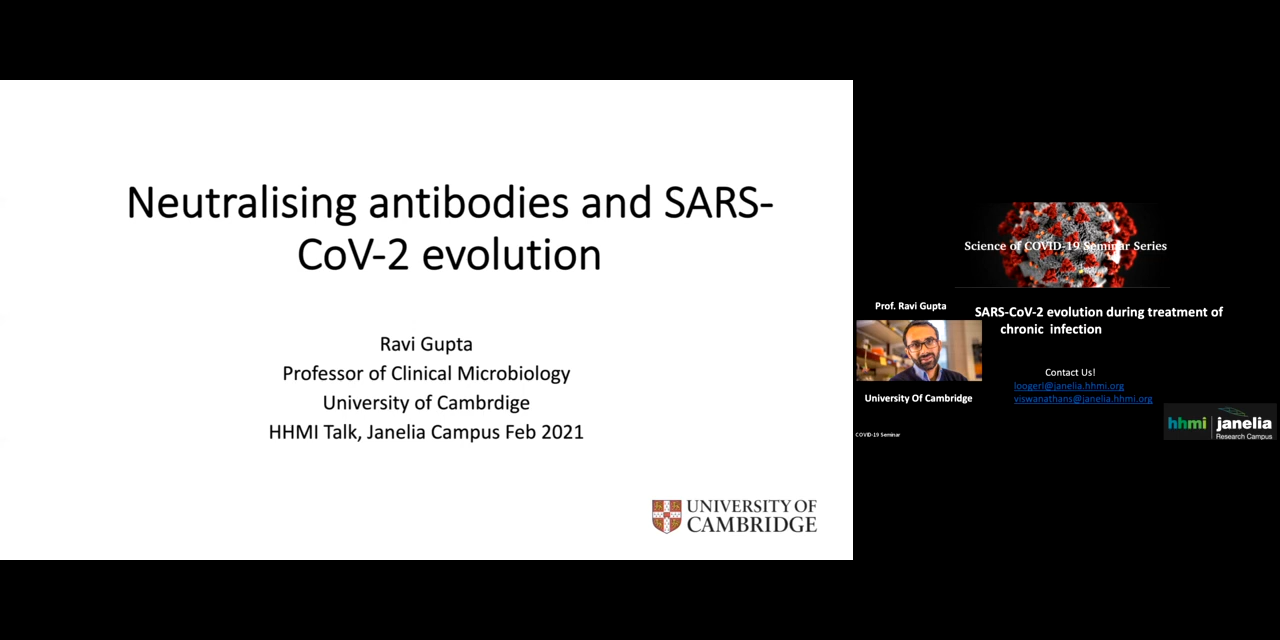 Neutralising antibodies and SARS-
CoV-2 evolution
Ravi Gupta
Professor of Clinical Microbiology
University of Cambrdige
HHMI Talk, Janelia Campus Feb 2021
UNIVERSITY OF
CAMBRIDGE
Science of COVID-19 Seminar Series
Prof. Ravi Gupta
SARS-CoV-2 evolution during treatment of
chronic infection
Contact Us!
loogerl@janelia.hhmi.org
viswanathans@janelia.hhmi.org
University Of Cambridge
COVID-19 Seminar
hhmi janelia
Research Campus